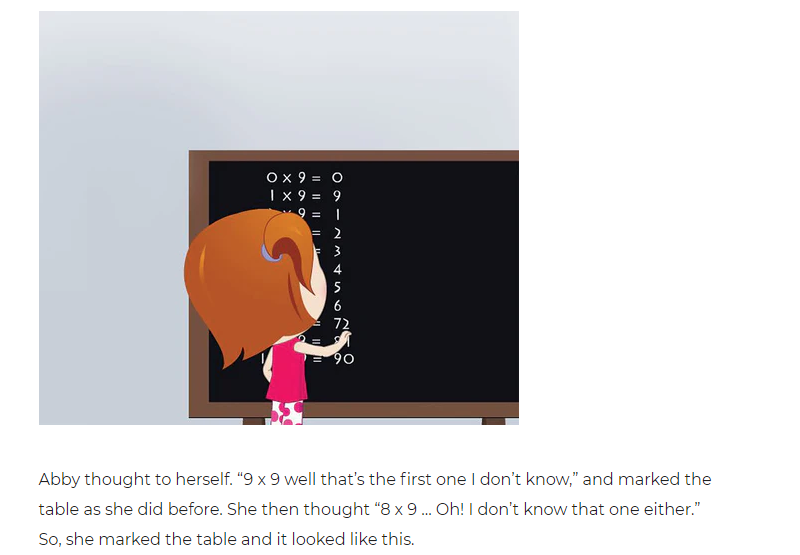 0 x 9 = 0
1 x 9 = 9
9 = 1
= 2
= 3
4
5
6
= 72
=
= 90
Abby thought to herself. “9 x 9 well that’s the first one I don’t know,” and marked the
table as she did before. She then thought “8 x 9 ... Oh! I don’t know that one either.”
So, she marked the table and it looked like this.